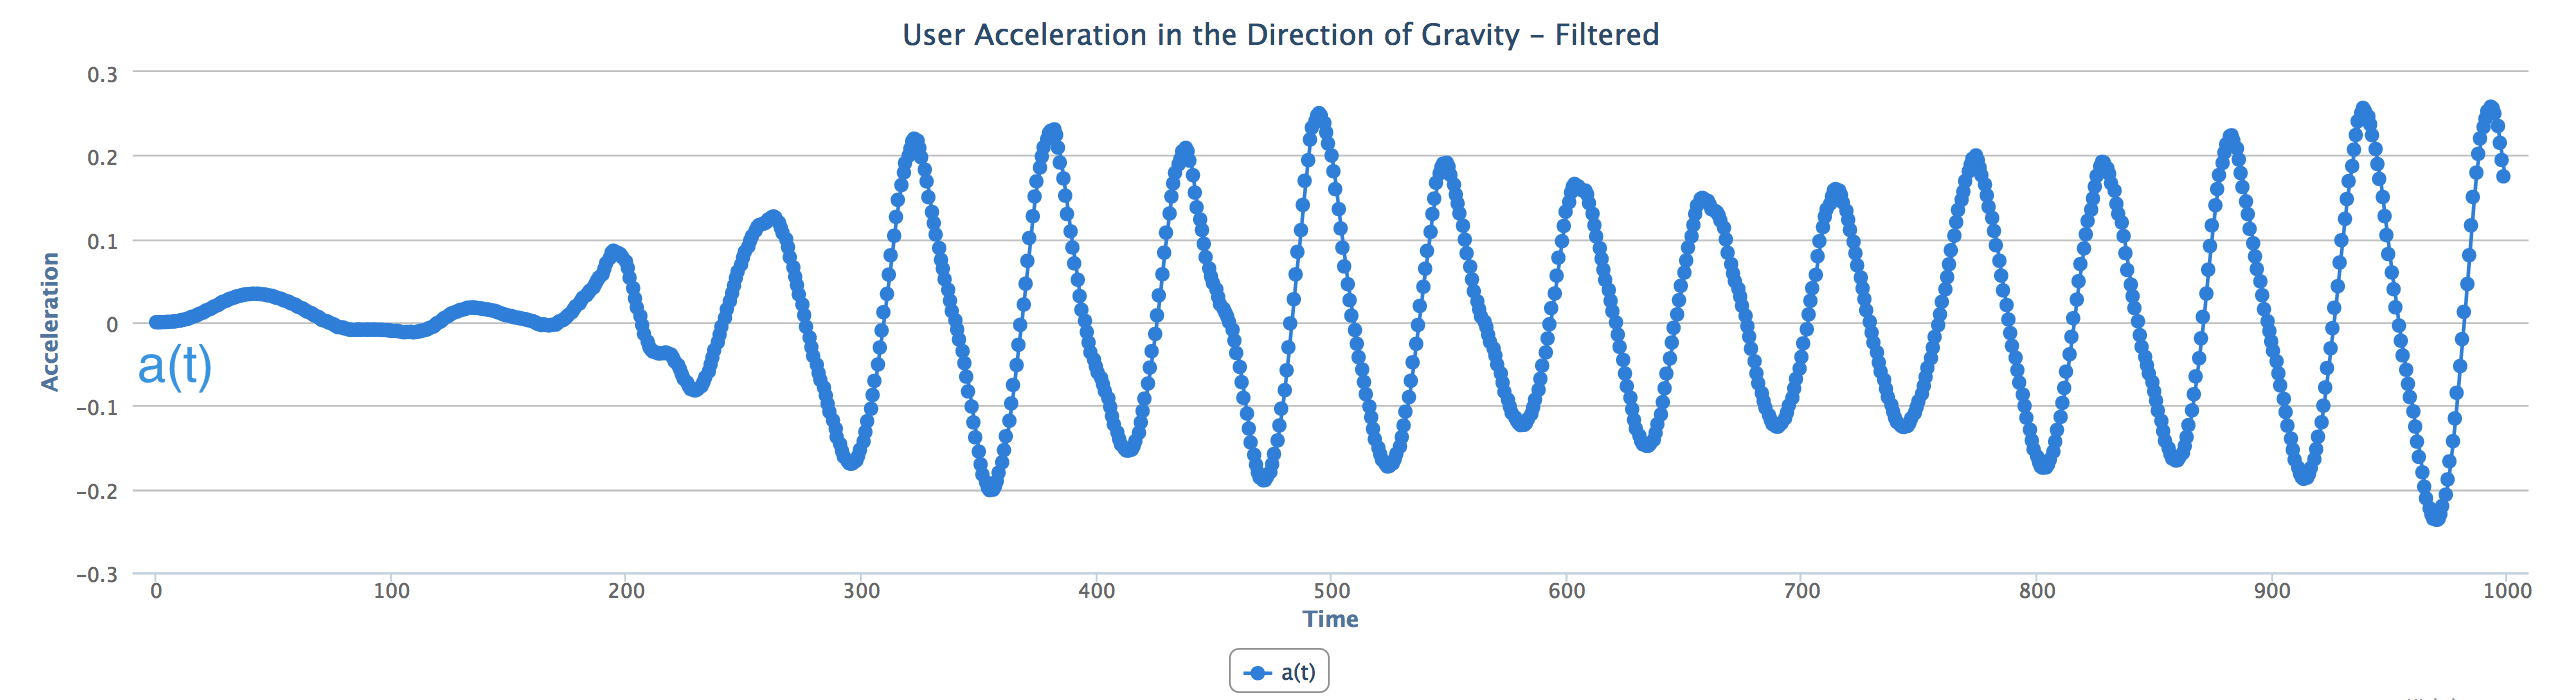 User Acceleration in the Direction of Gravity – Filtered
0.3
0.2
0.1
0
−0.1
−0.2
−0.3
Acceleration
a(t)
0 100 200 300 400 500 600 700 800 900 1000
Time
a(t)